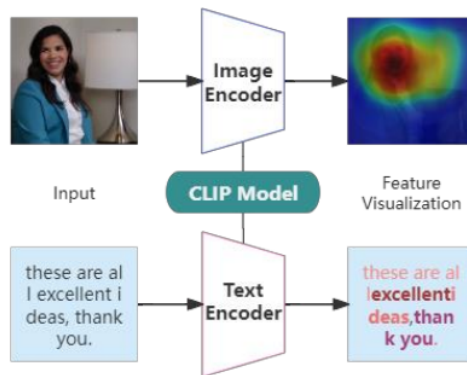 Image
Encoder
Input
CLIP Model
Feature
Visualization
these are al
l excellent i
deas, thank
you.
Text
Encoder
these are al
lexcellenti
deas,than
k you.